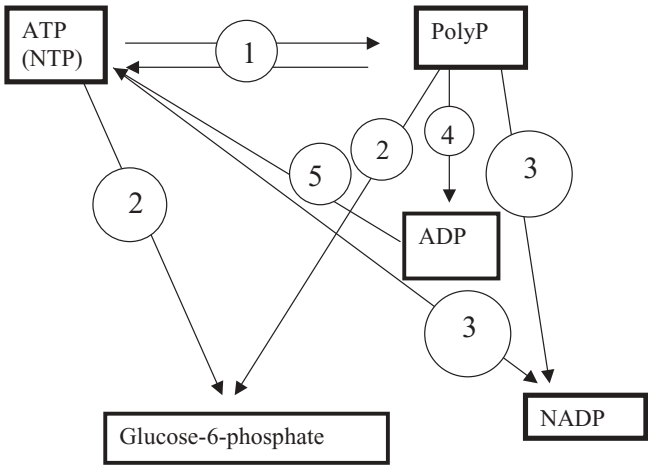 ATP
(NTP)
PolyP
1
2
4
3
5
2
ADP
3
NADP
Glucose-6-phosphate